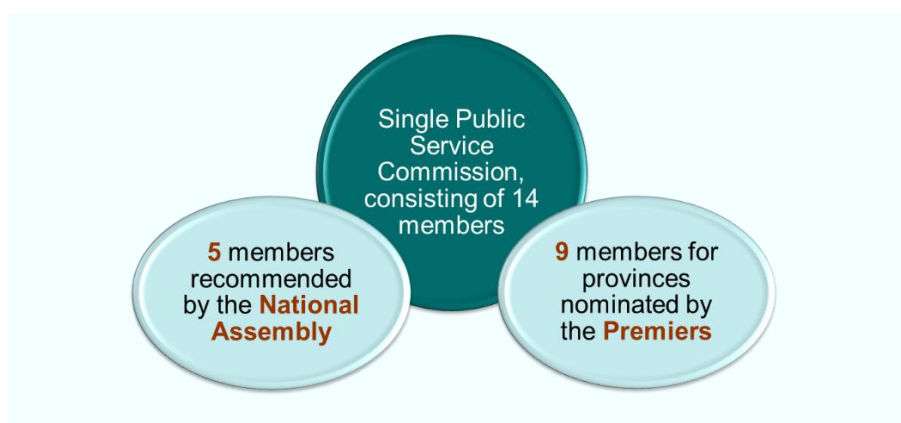 Single Public
Service
Commission,
consisting of 14
members
5 members
recommended
by the National
Assembly
9 members for
provinces
nominated by
the Premiers